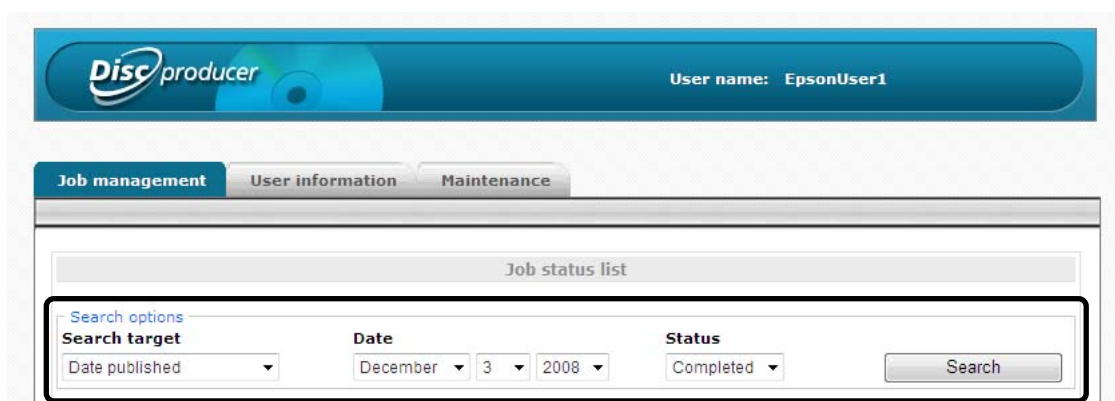 Disc producer User name: EpsonUser1
Job management User information Maintenance
Job status list
Search options
Search target Date Status
Date published December 3 2008 Completed Search